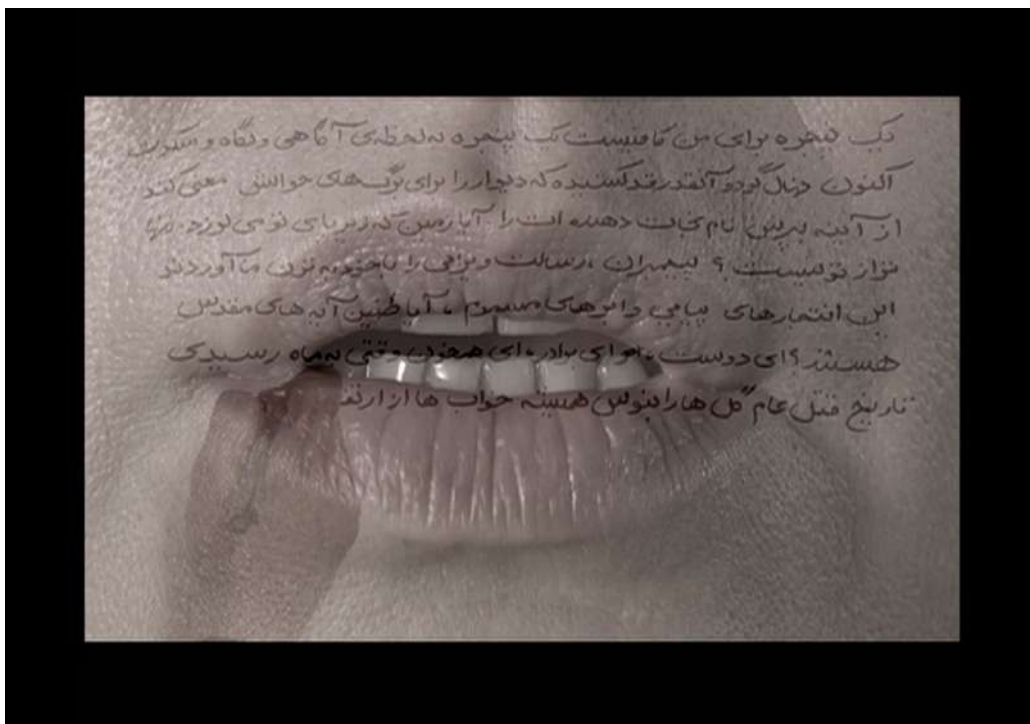 یک پنجره برای من کافیست یک پنجره به لحظه‌ی آگاهی و نگاه و سکوت
اکنون نهال گردو آنقدر قد کشیده که دیوار را برای برگ‌های جوانش معنی کند
از آینه بپرس نام نجات دهنده ات را آیا زمین که زیر پای تو می لرزد تنها
تر از تو نیست؟ پیغمبران، رسالت ویرانی را با خود به قرن ما آوردند
این انفجارهای پیاپی و ابرهای مسموم، آیا طنین آیه های مقدس
هستند؟ ای دوست، ای برادر، ای همخون وقتی به ماه رسیدی
تاریخ قتل عام گل ها را بنویس همیشه خواب ها از ارتفا